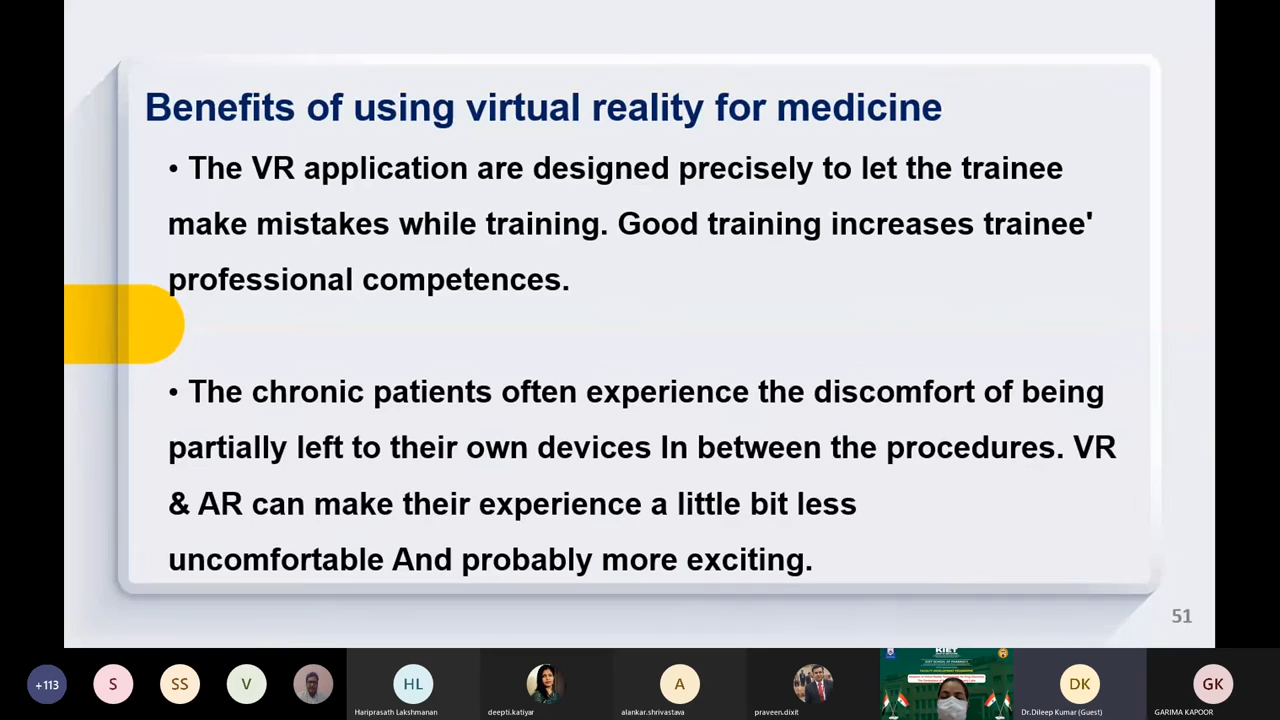 Benefits of using virtual reality for medicine
• The VR application are designed precisely to let the trainee
make mistakes while training. Good training increases trainee'
professional competences.
• The chronic patients often experience the discomfort of being
partially left to their own devices In between the procedures. VR
& AR can make their experience a little bit less
uncomfortable And probably more exciting.
51
+113
S
SS
V
HL
Hariprasath Lakshmanan
deepti.katiyar
A
alankar.shrivastava
praveen.dixit
KIET
DK
Dr.Dileep Kumar (Guest)
GK
GARIMA KAPOOR